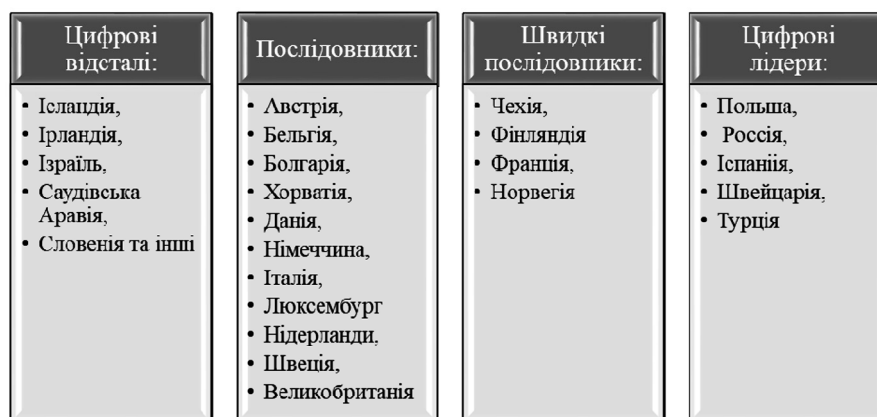 Цифрові
відсталі:
• Ісландія,
• Ірландія,
• Ізраїль,
• Саудівська
Аравія,
• Словенія та інші
Послідовники:
• Австрія,
• Бельгія,
• Болгарія,
• Хорватія,
• Данія,
• Німеччина,
• Італія,
• Люксембург
• Нідерланди,
• Швеція,
• Великобританія
Швидкі
послідовники:
• Чехія,
• Фінляндія
• Франція,
• Норвегія
Цифрові
лідери:
• Польша,
• Россія,
• Іспаніія,
• Швейцарія,
• Турція